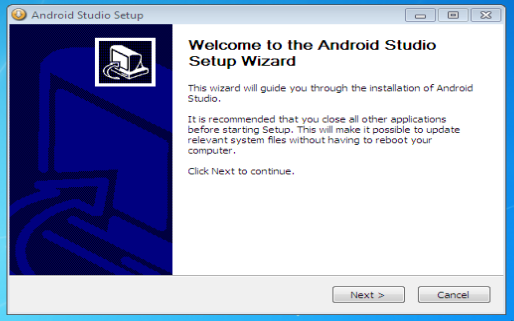 Android Studio Setup
Welcome to the Android Studio
Setup Wizard
This wizard will guide you through the installation of Android
Studio.
It is recommended that you close all other applications
before starting Setup. This will make it possible to update
relevant system files without having to reboot your
computer.
Click Next to continue.
Next >
Cancel